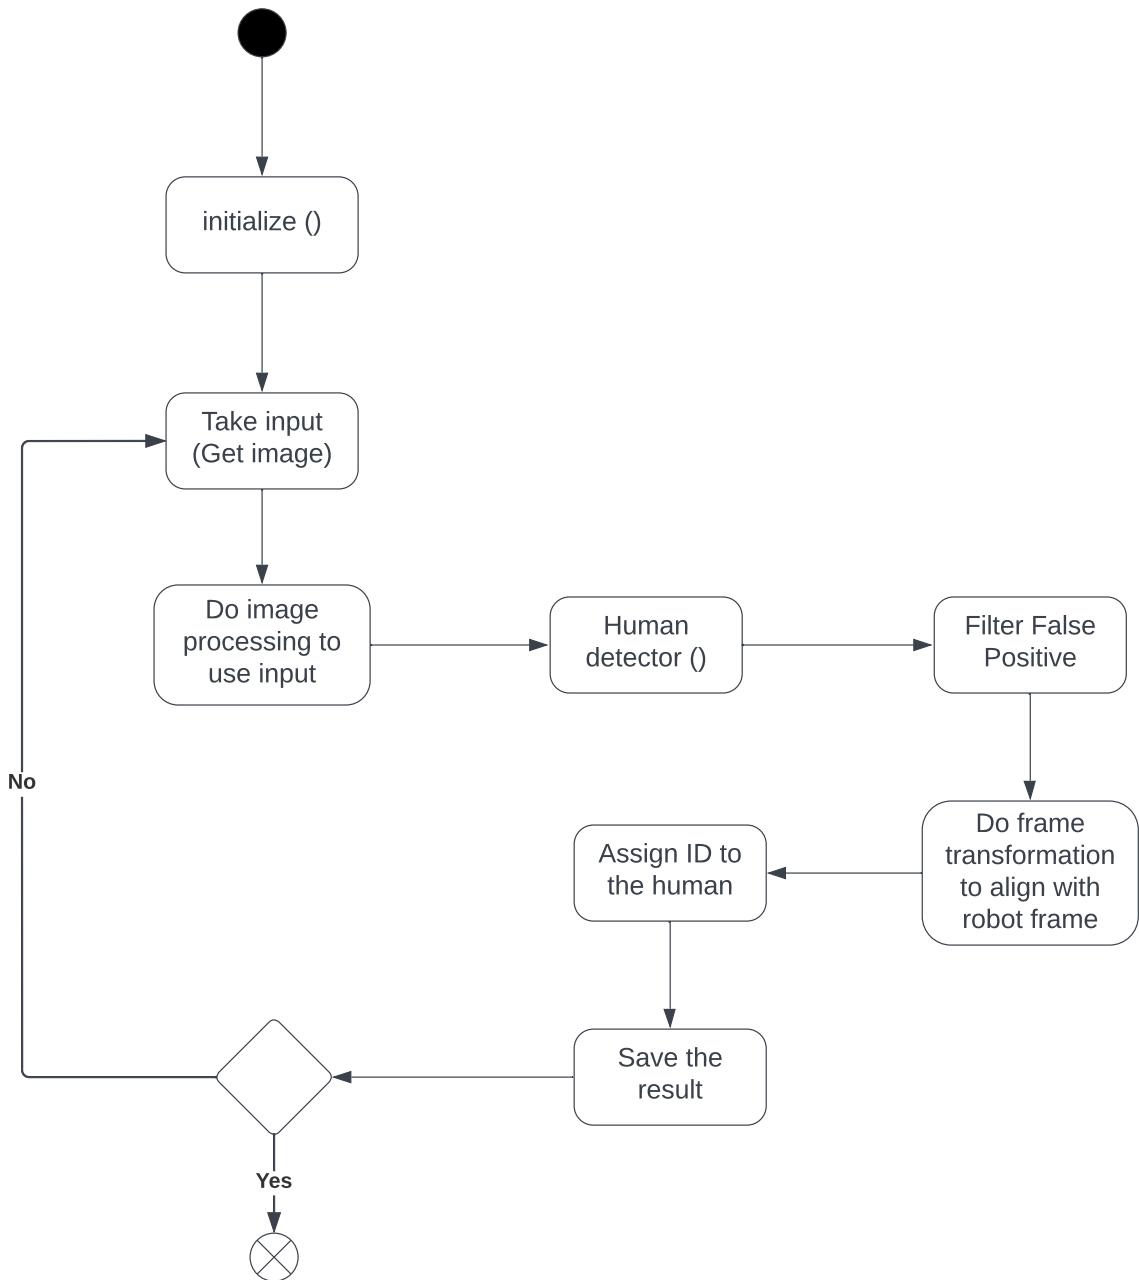 initialize ()
Take input
(Get image)
Do image
processing to
use input
Human
detector ()
Filter False
Positive
No
Do frame
transformation
to align with
robot frame
Assign ID to
the human
Save the
result
Yes